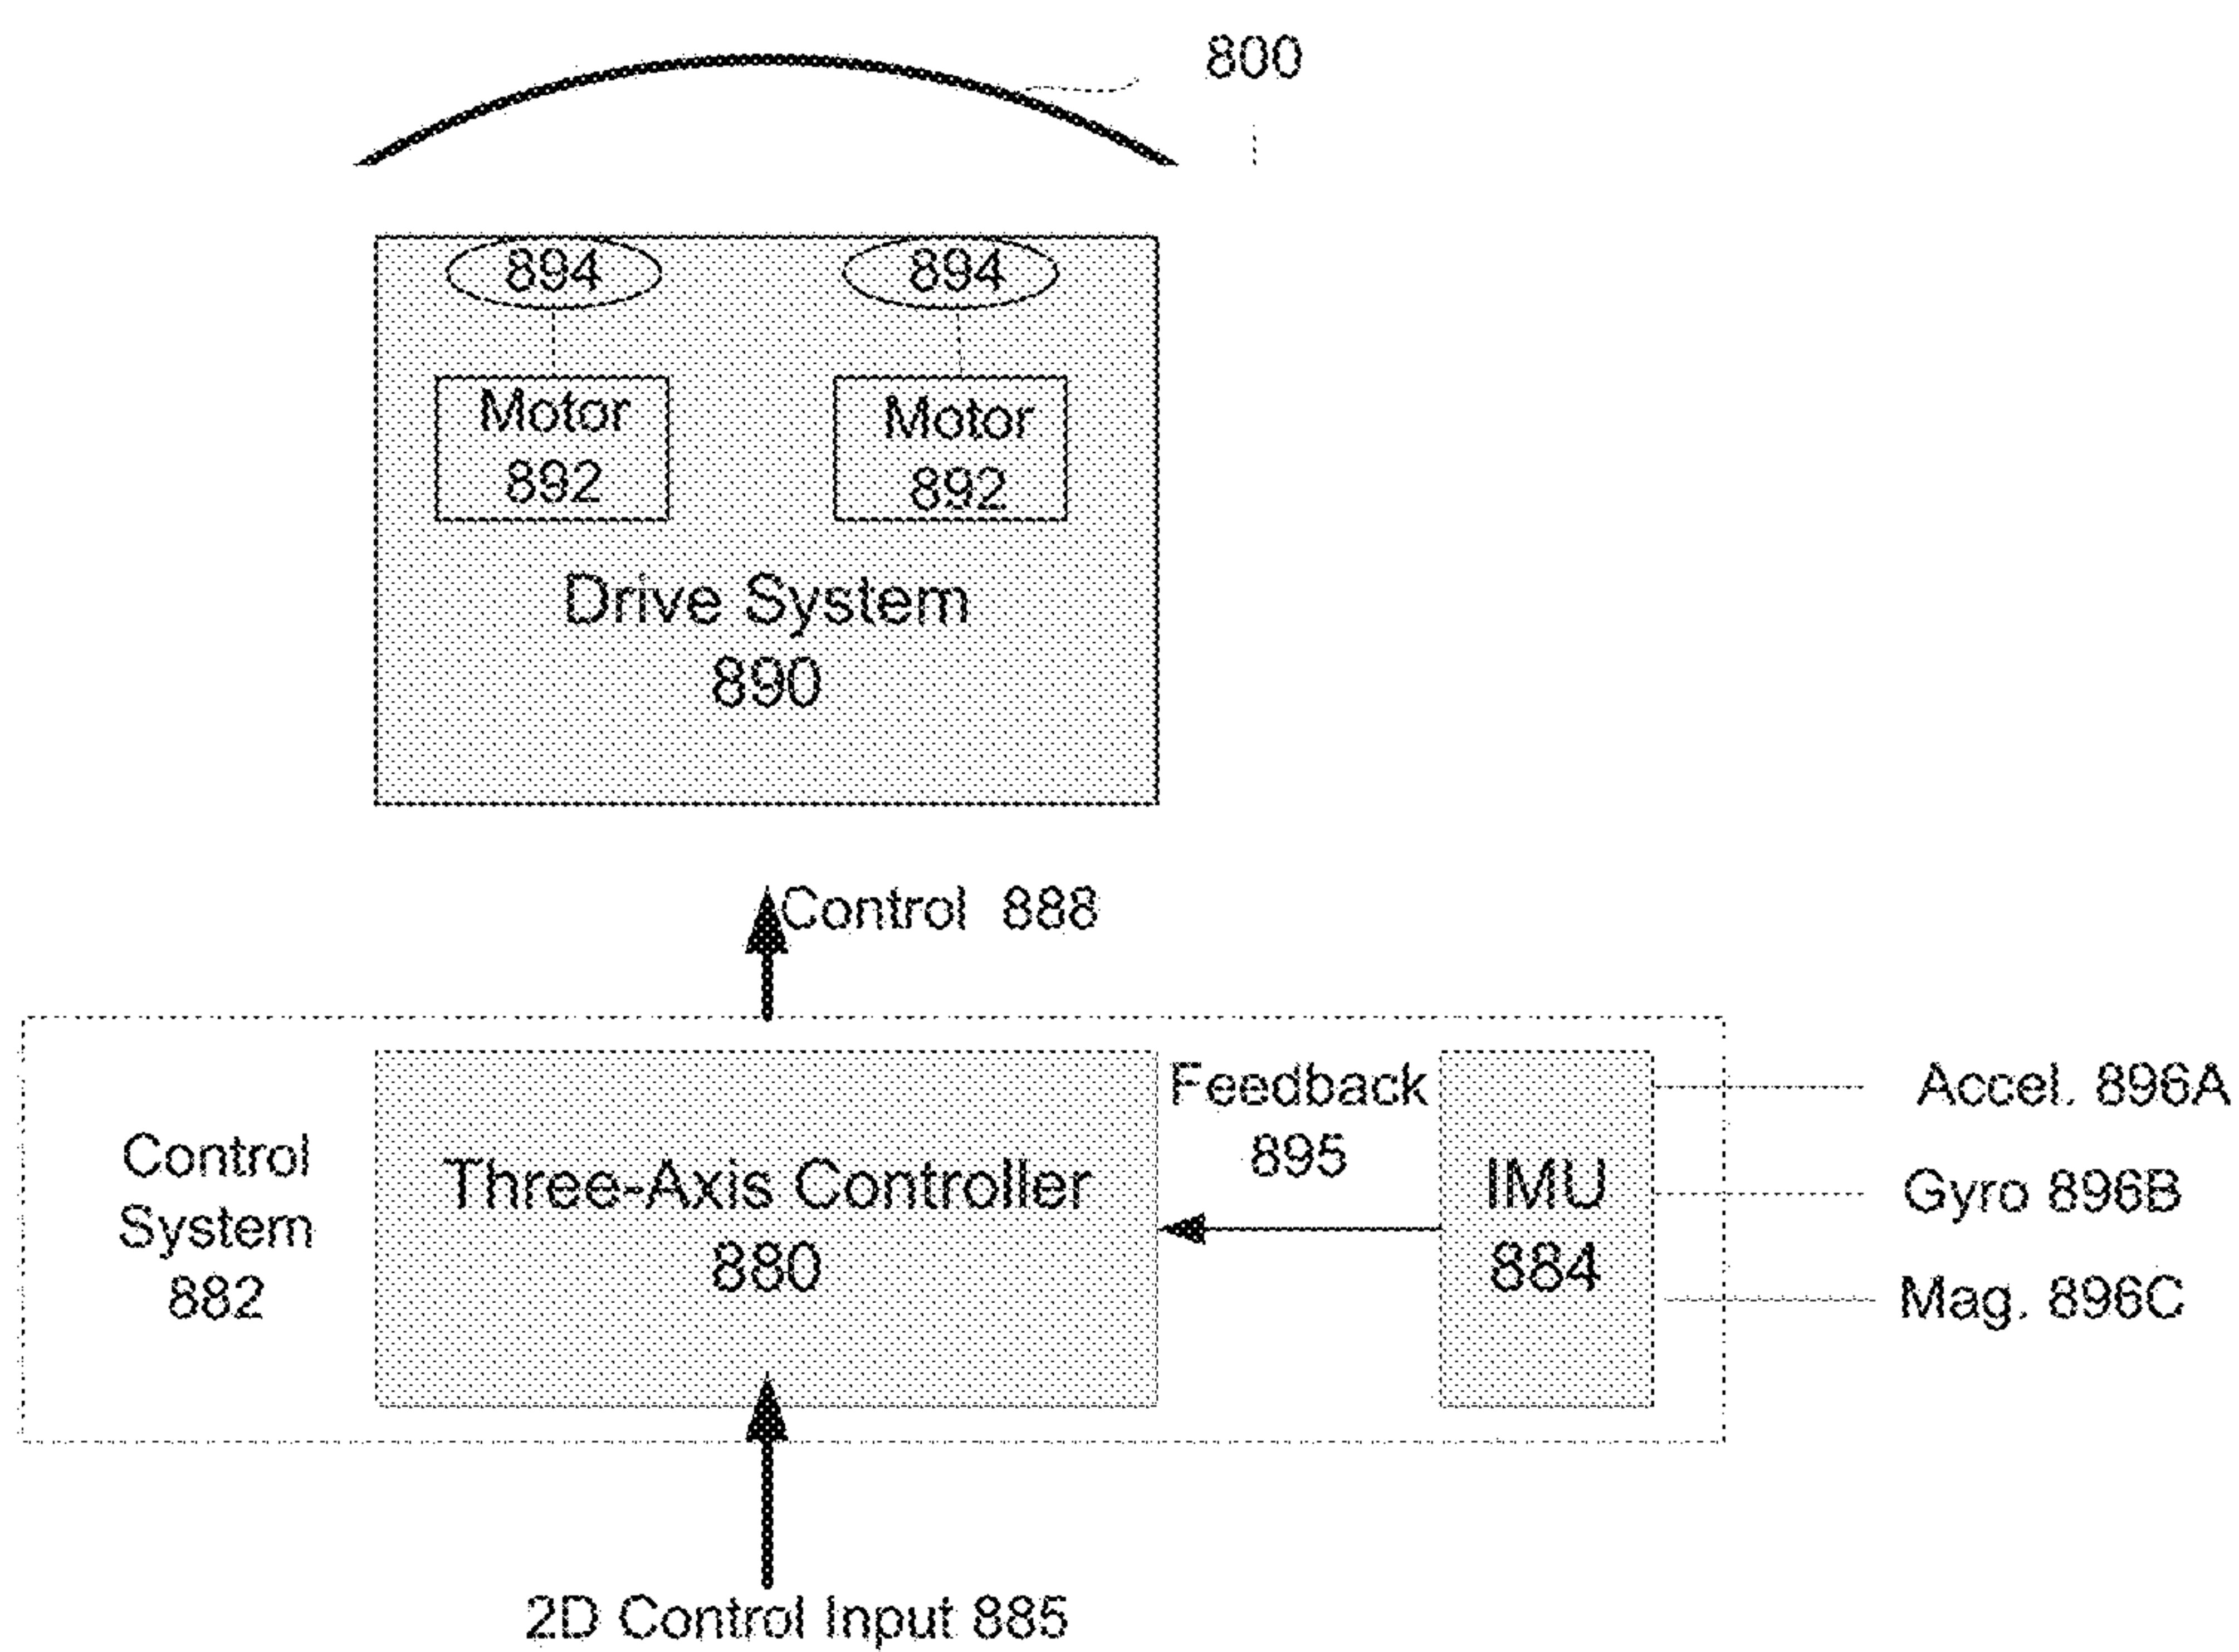 800
894
894
Motor
892
Motor
892
Drive System
890
Control 888
Control
System
882
Three-Axis Controller
880
Feedback
895
IMU
884
Accel. 896A
Gyro 896B
Mag. 896C
2D Control Input 885